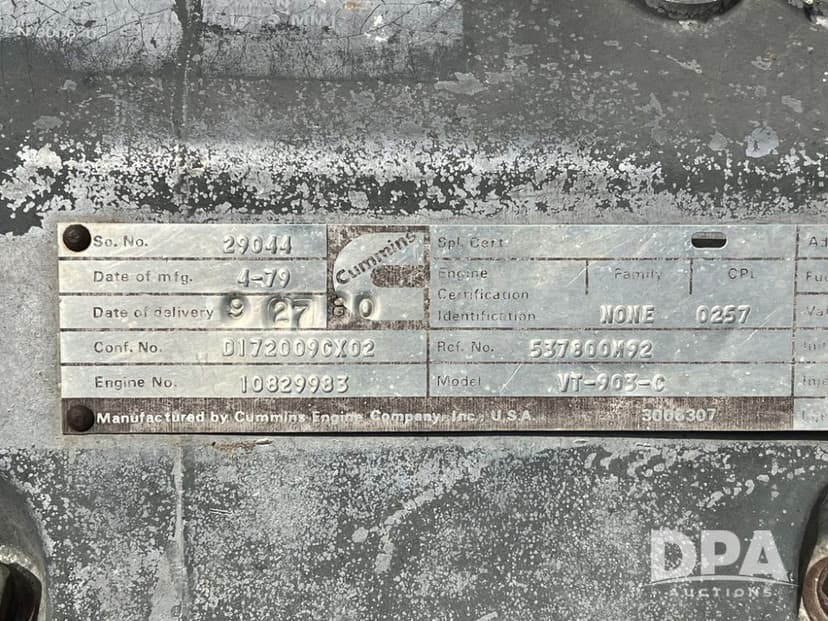 So. No. 29044 Cummins Spl. Cert.
Date of mfg. 4-79 Engine Family CPL
Certification
Date of delivery 9 27 80 Identification NONE 0257
Conf. No. D172009CX02 Ref. No. 537800M92
Engine No. 10829983 Model VT-903-C
Manufactured by Cummins Engine Company, Inc., U.S.A. 3006307
DPA
AUCTIONS